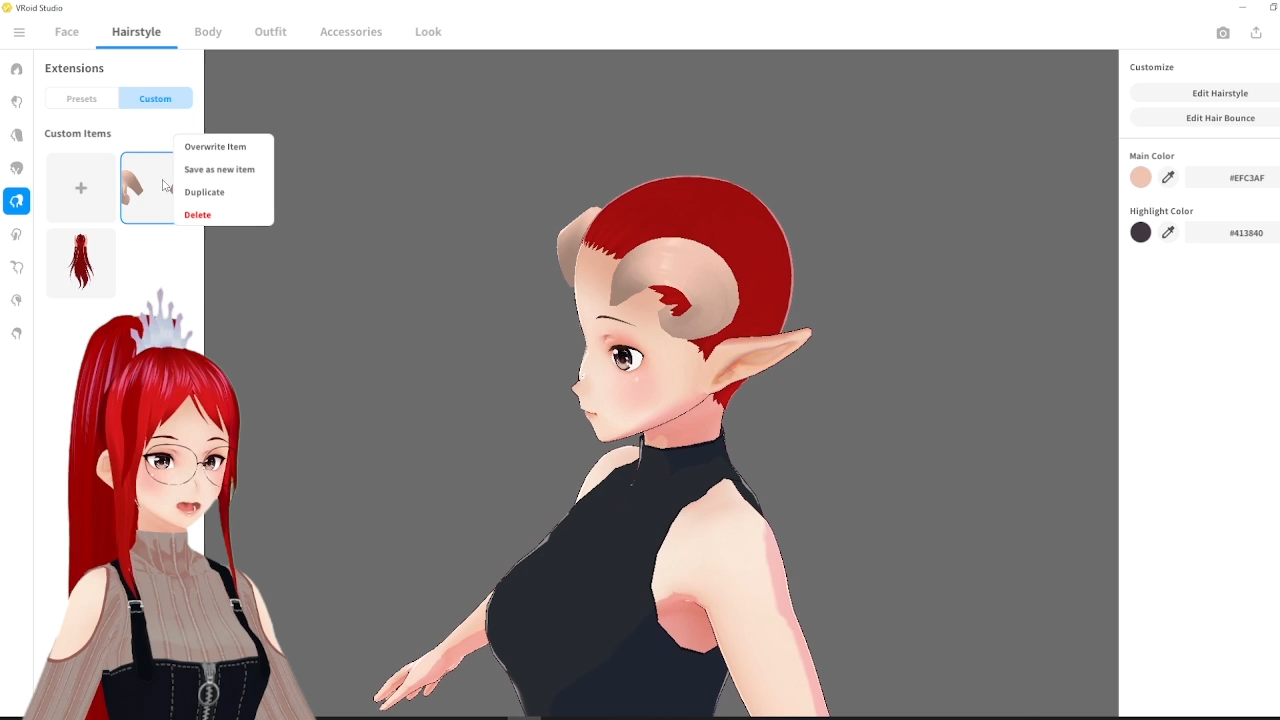 VRoid Studio
Face Hairstyle Body Outfit Accessories Look
Extensions
Presets Custom
Custom Items
Overwrite Item
Save as new item
Duplicate
Delete
Customize
Edit Hairstyle
Edit Hair Bounce
Main Color
#EFC3AF
Highlight Color
#413840